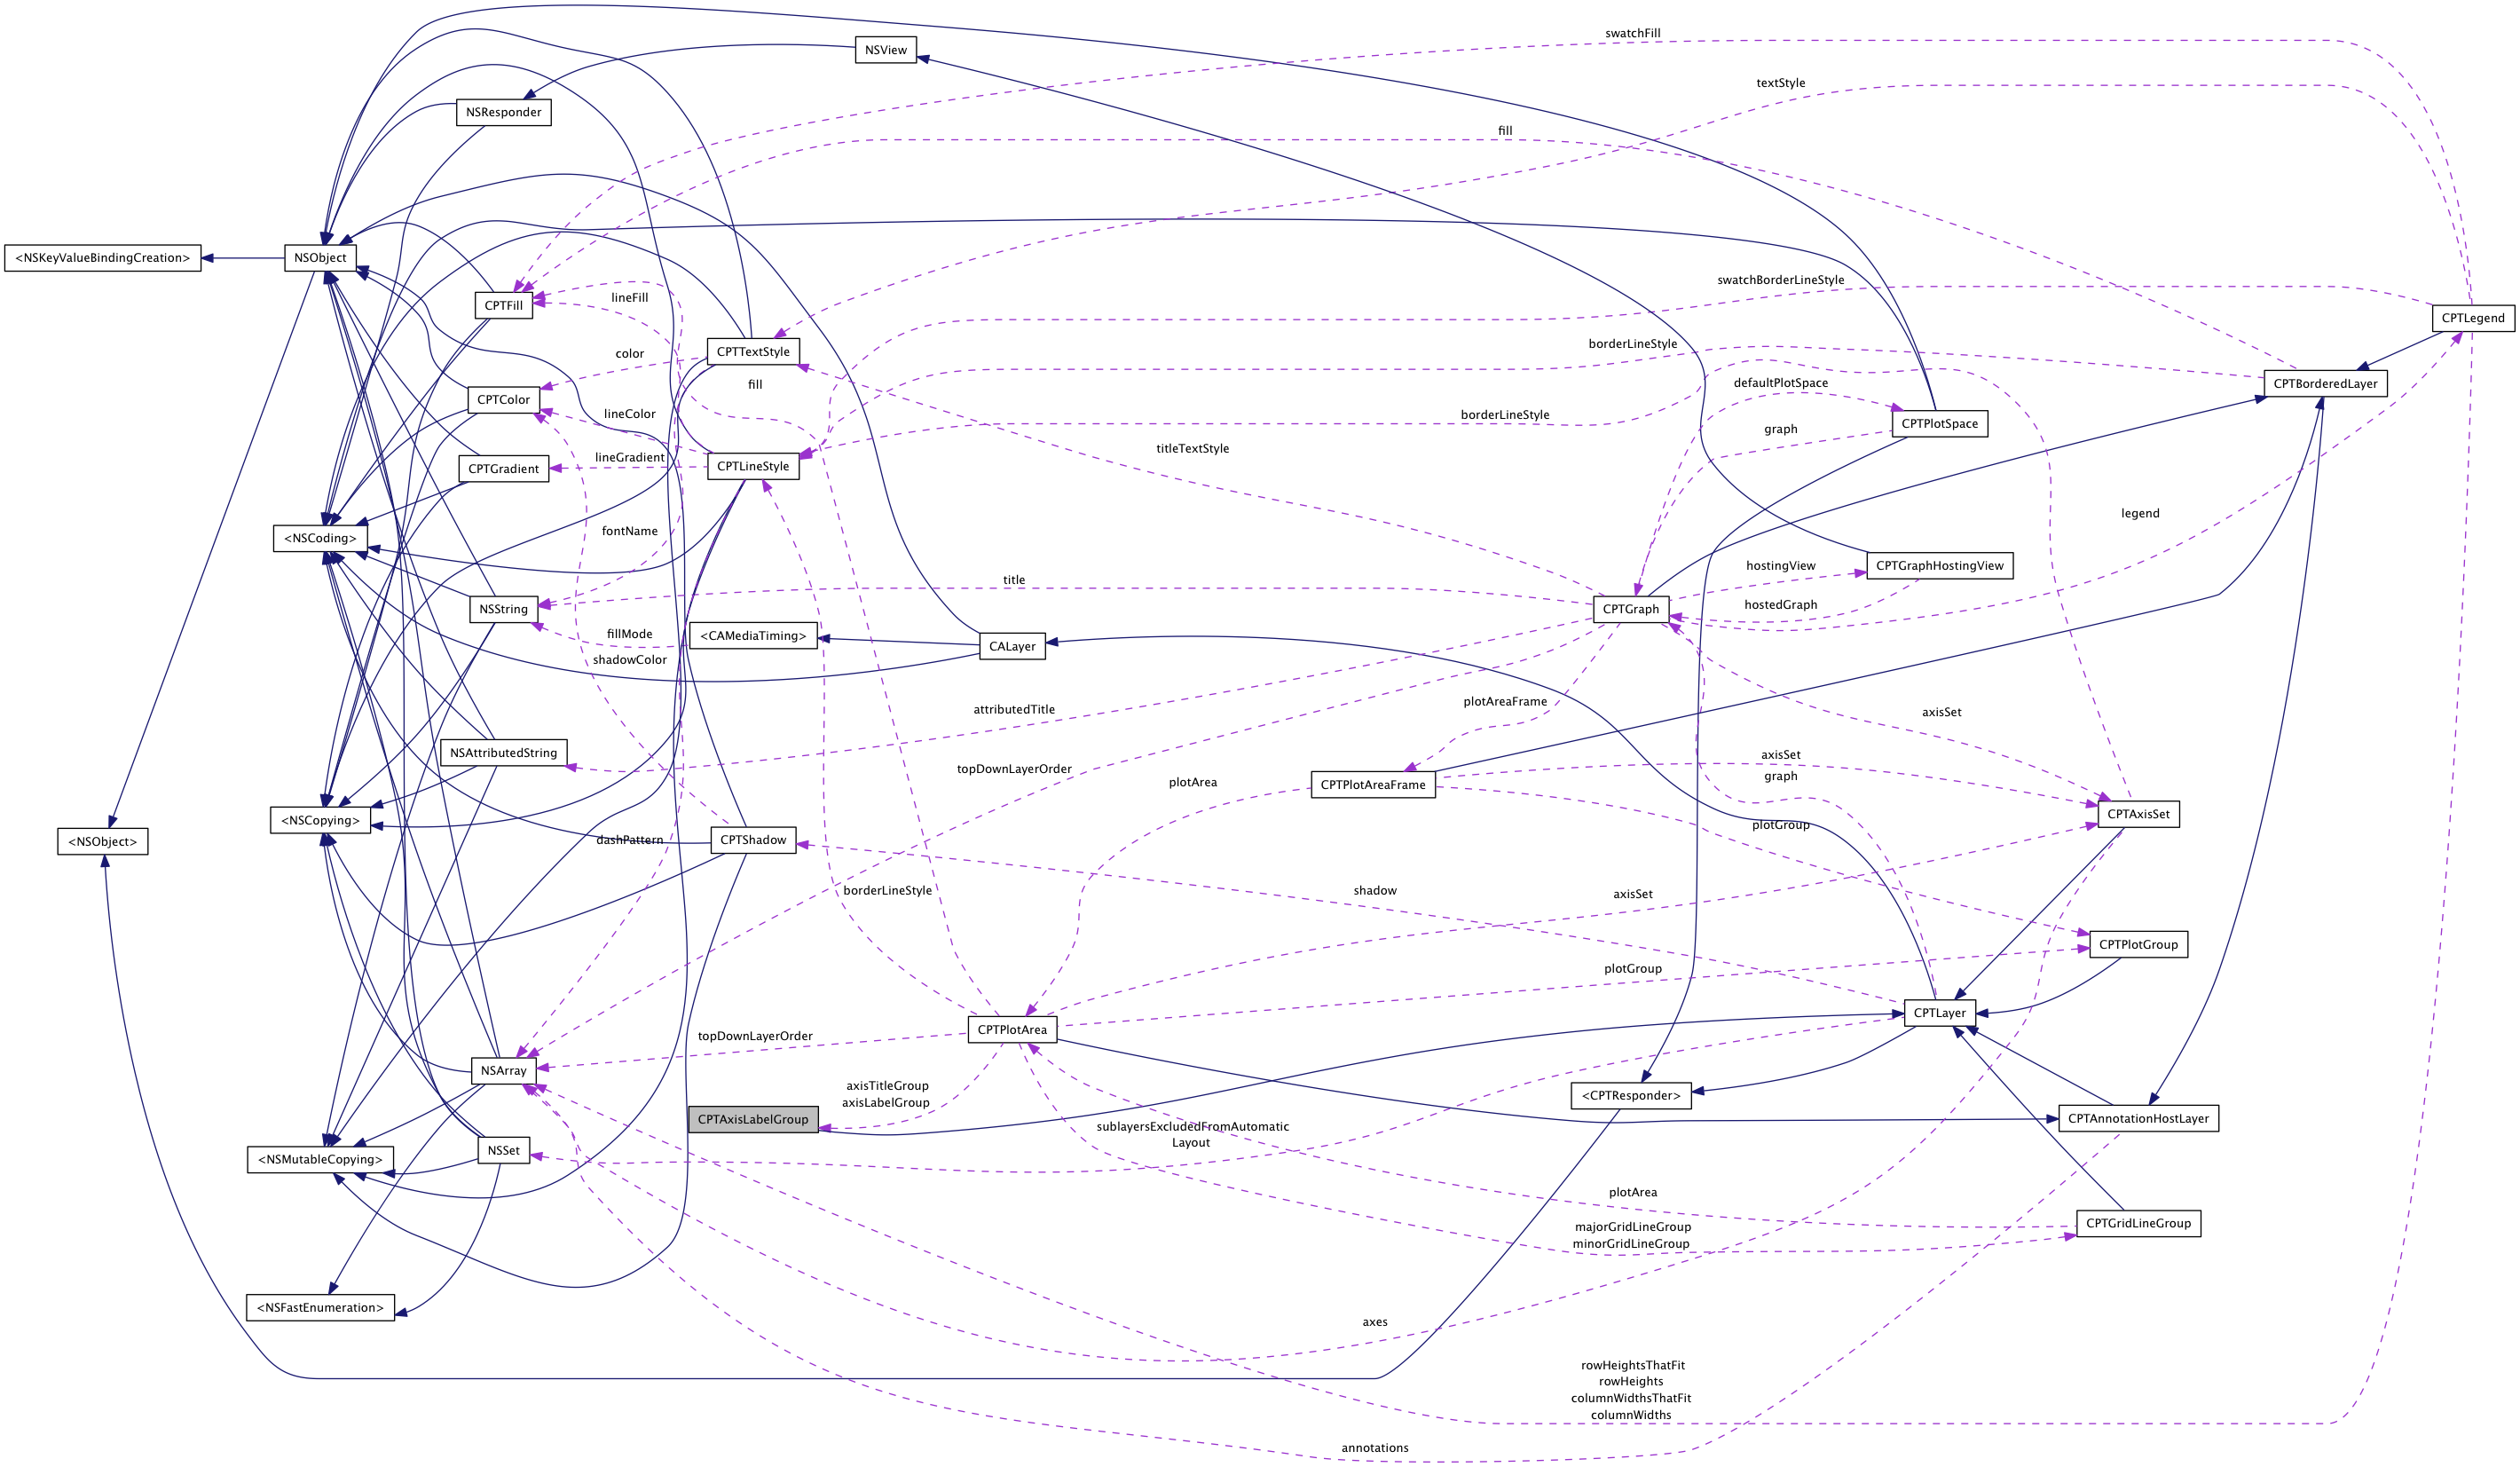 swatchFill
NSView
textStyle
NSResponder
fill
<NSKeyValueBindingCreation>
NSObject
swatchBorderLineStyle
lineFill
CPTFill
CPTLegend
borderLineStyle
CPTTextStyle
color
fill
defaultPlotSpace
CPTBorderedLayer
CPTColor
lineColor
borderLineStyle
CPTPlotSpace
graph
titleTextStyle
lineGradient
CPTGradient
CPTLineStyle
legend
fontName
<NSCoding>
hostingView
CPTGraphHostingView
title
NSString
CPTGraph
hostedGraph
fillMode
<CAMediaTiming>
CALayer
shadowColor
attributedTitle
plotAreaFrame
axisSet
NSAttributedString
topDownLayerOrder
axisSet
graph
plotArea
CPTPlotAreaFrame
<NSCopying>
CPTAxisSet
plotGroup
<NSObject>
dashPattern
CPTShadow
borderLineStyle
shadow
axisSet
CPTPlotGroup
plotGroup
CPTLayer
CPTPlotArea
topDownLayerOrder
NSArray
axisTitleGroup
axisLabelGroup
<CPTResponder>
CPTAxisLabelGroup
CPTAnnotationHostLayer
sublayersExcludedFromAutomatic
Layout
<NSMutableCopying>
NSSet
plotArea
CPTGridLineGroup
majorGridLineGroup
minorGridLineGroup
<NSFastEnumeration>
axes
rowHeightsThatFit
rowHeights
columnWidthsThatFit
columnWidths
annotations